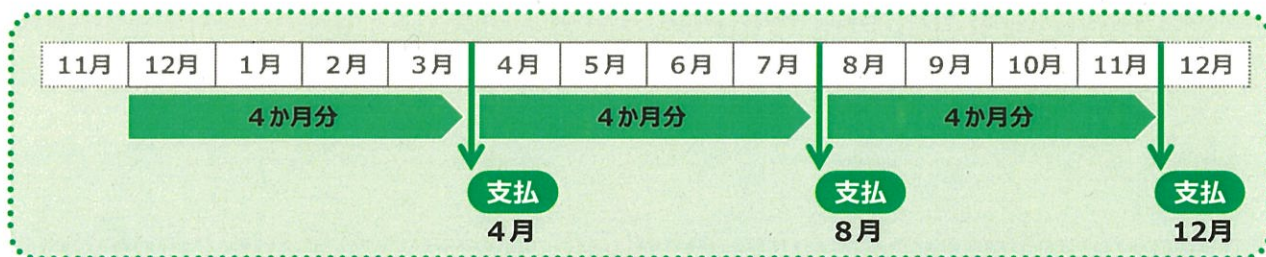 11月 12月 1月 2月 3月 4月 5月 6月 7月 8月 9月 10月 11月 12月
4か月分 4か月分 4か月分
支払 支払 支払
4月 8月 12月